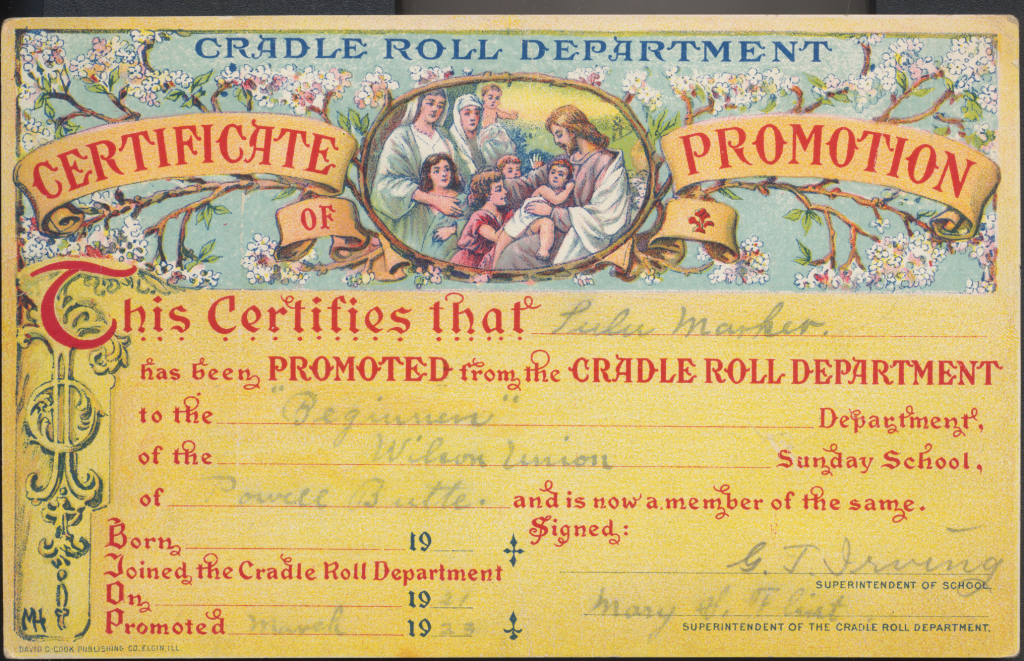 CRADLE ROLL DEPARTMENT
CERTIFICATE OF PROMOTION
This Certifies that Lulu Marker.
has been PROMOTED from the CRADLE ROLL DEPARTMENT
to the "Beginners" Department,
of the Wilson Union Sunday School,
of Powell Butte. and is now a member of the same.
Signed:
Born 19
Joined the Cradle Roll Department
On 19 21
Promoted March 19 23
G. T. Irving
SUPERINTENDENT OF SCHOOL
Mary Flint
SUPERINTENDENT OF THE CRADLE ROLL DEPARTMENT.
MH
DAVID C. COOK PUBLISHING CO. ELGIN, ILL.